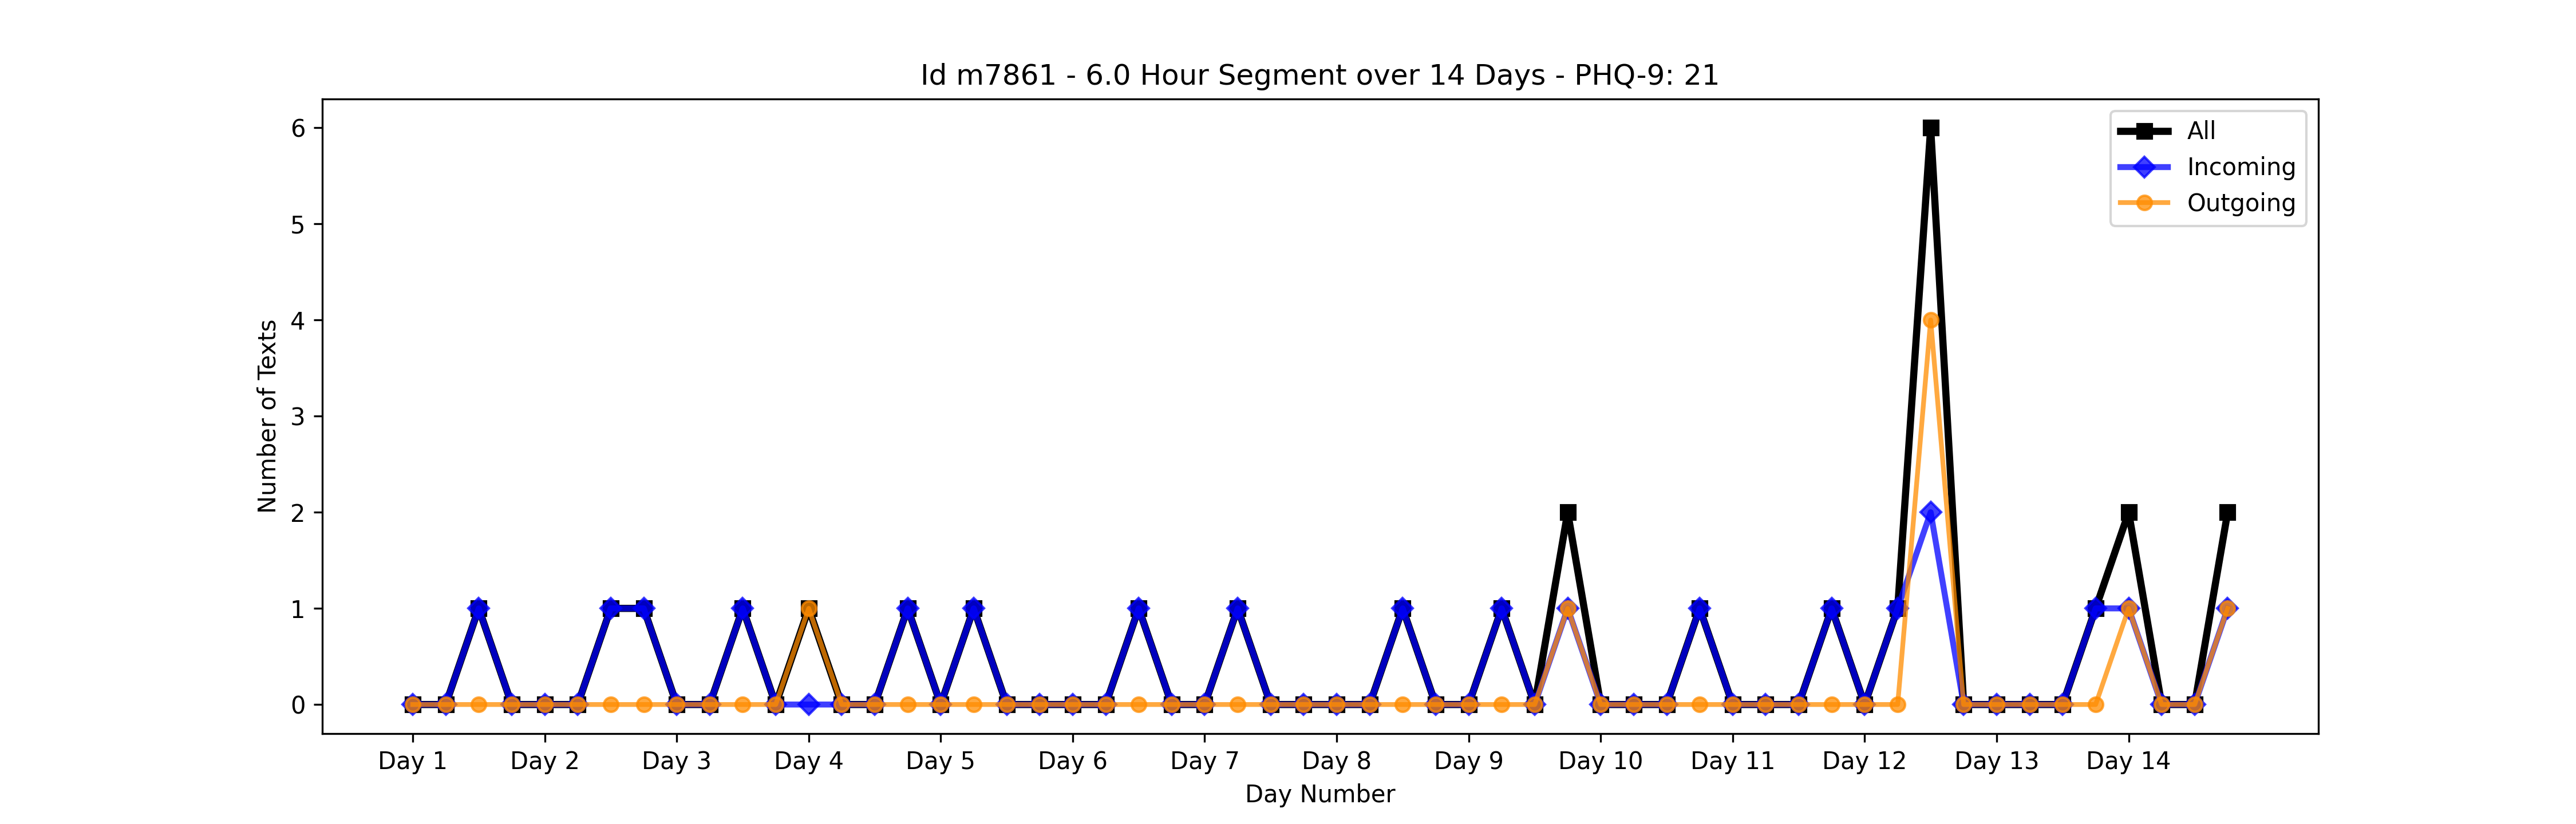 Id m7861 - 6.0 Hour Segment over 14 Days - PHQ-9: 21
All
Incoming
Outgoing
Number of Texts
6
5
4
3
2
1
0
Day 1 Day 2 Day 3 Day 4 Day 5 Day 6 Day 7 Day 8 Day 9 Day 10 Day 11 Day 12 Day 13 Day 14
Day Number